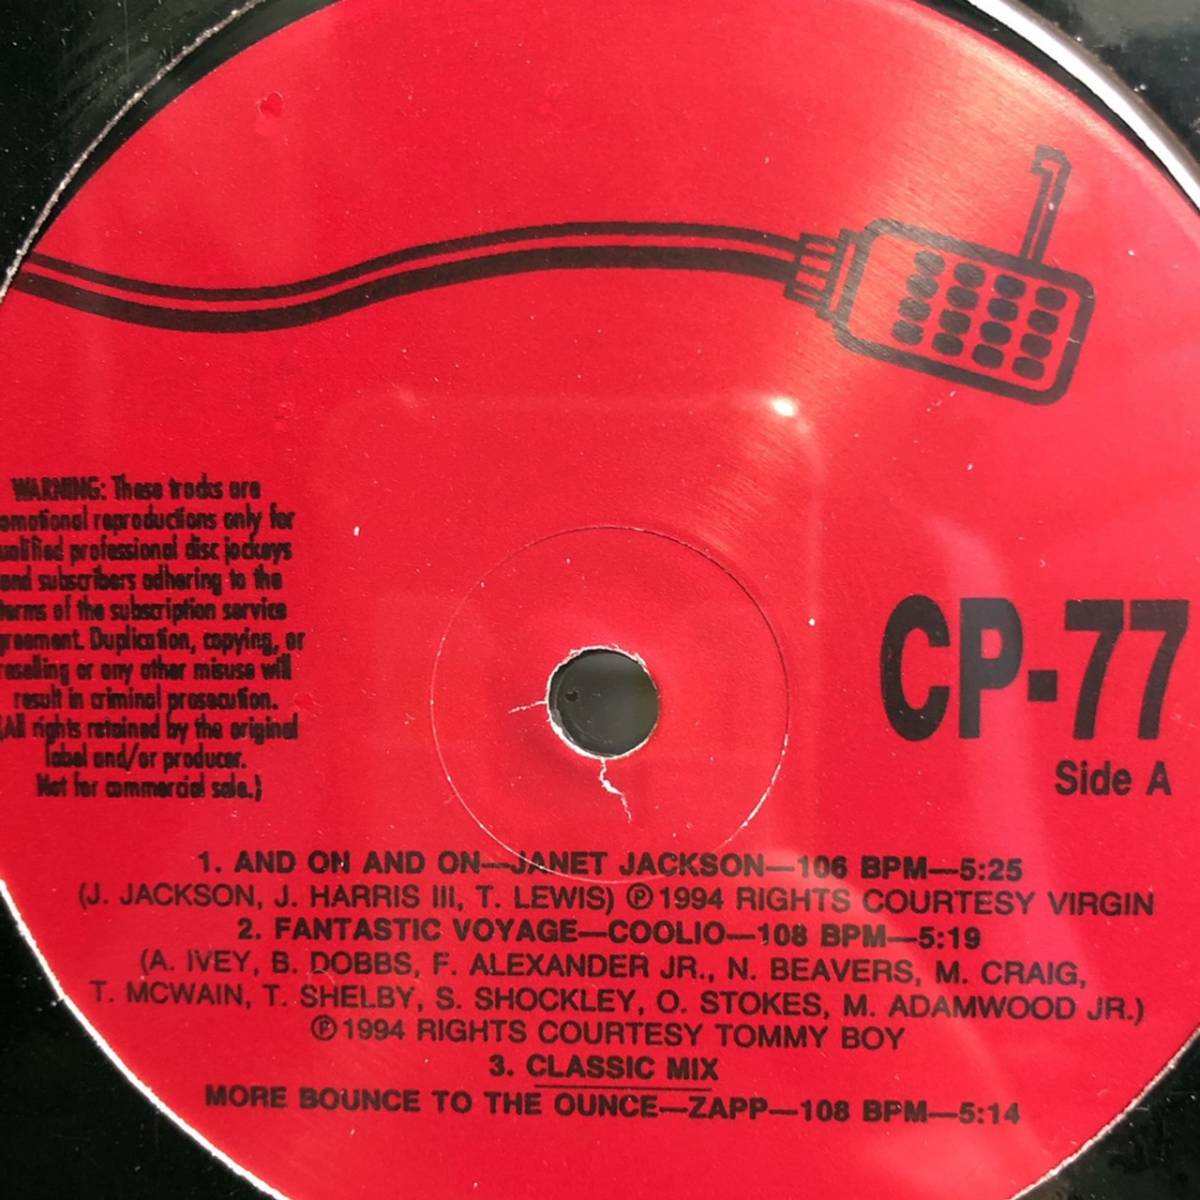 WARNING: These tracks are
omotional reproductions only for
ualified professional disc jockeys
and subscribers adhering to the
terms of the subscription service
greement. Duplication, copying, or
reselling or any other misuse will
result in criminal prosecution.
(All rights retained by the original
label and/or producer.
Not for commercial sale.)
CP-77
Side A
1. AND ON AND ON—JANET JACKSON—106 BPM—5:25
(J. JACKSON, J. HARRIS III, T. LEWIS) ℗1994 RIGHTS COURTESY VIRGIN
2. FANTASTIC VOYAGE—COOLIO—108 BPM—5:19
(A. IVEY, B. DOBBS, F. ALEXANDER JR., N. BEAVERS, M. CRAIG,
T. MCWAIN, T. SHELBY, S. SHOCKLEY, O. STOKES, M. ADAMWOOD JR.)
℗1994 RIGHTS COURTESY TOMMY BOY
3. CLASSIC MIX
MORE BOUNCE TO THE OUNCE—ZAPP—108 BPM—5:14